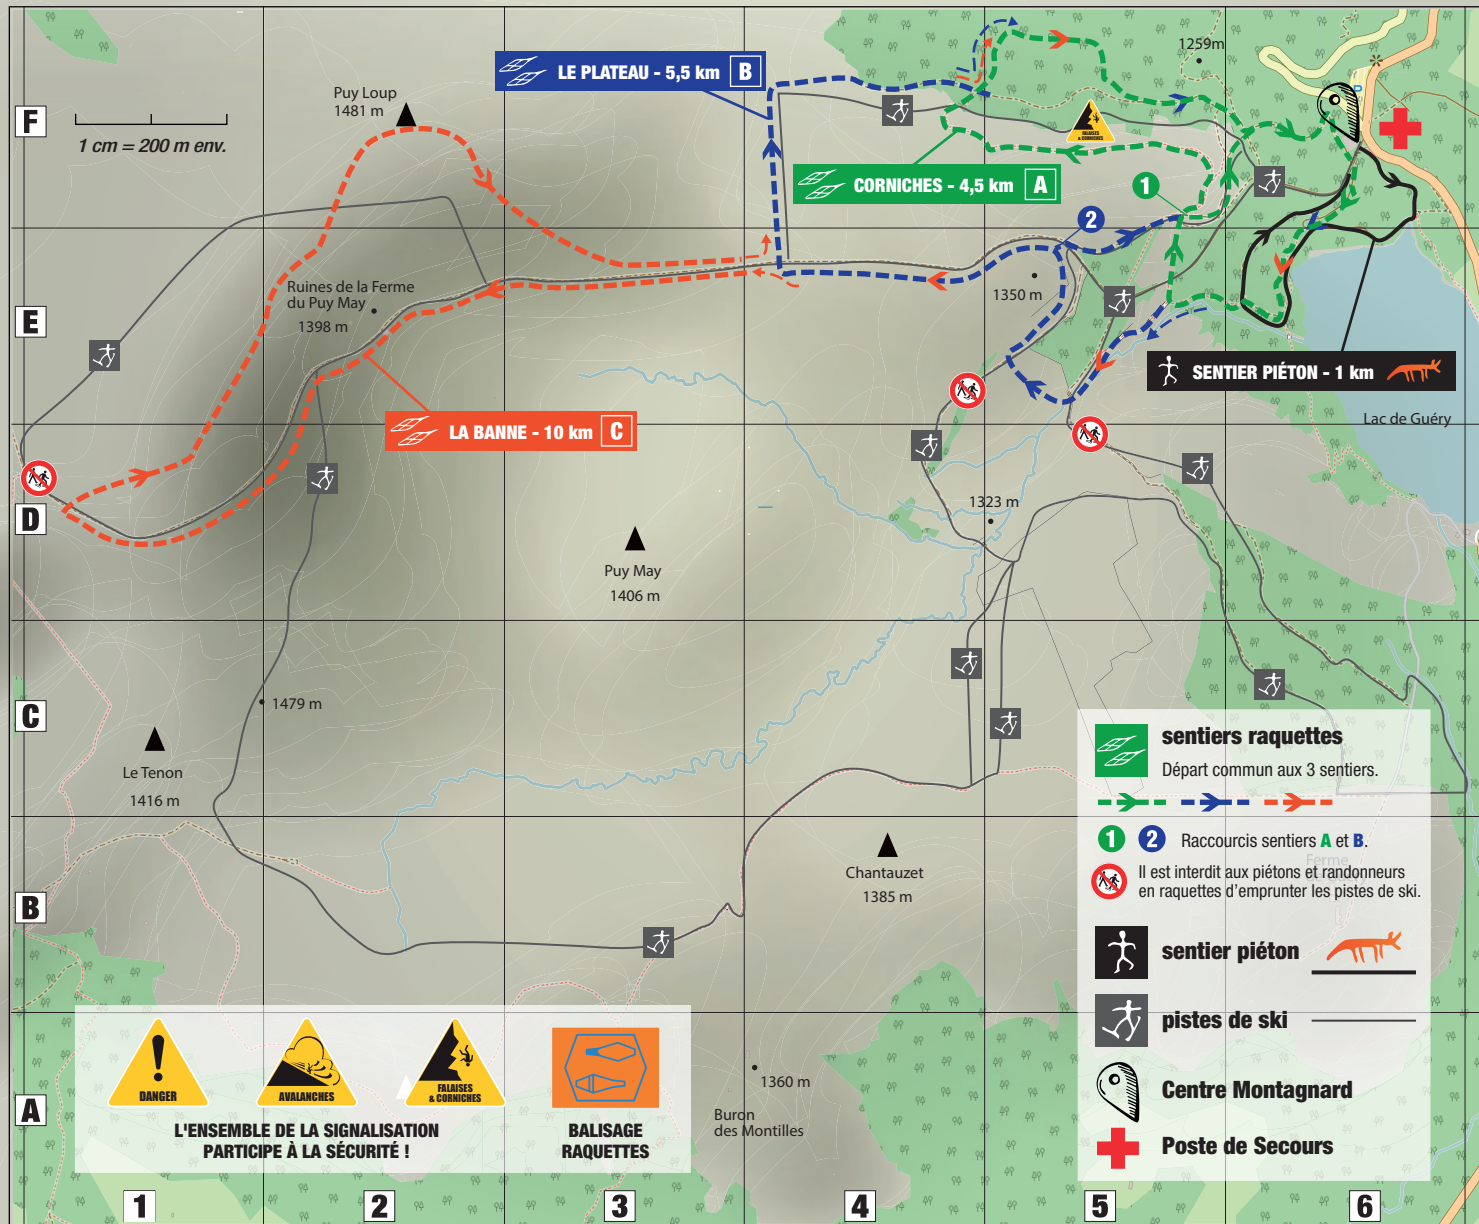 1259m
Puy Loup
1481 m
LE PLATEAU - 5,5 km B
F
1 cm = 200 m env.
P
FALAISES
& CORNICHES
CORNICHES - 4,5 km A
1
2
Ruines de la Ferme
du Puy May
1398 m
1350 m
E
SENTIER PIÉTON - 1 km
Lac de Guéry
LA BANNE - 10 km C
D
1323 m
Puy May
1406 m
C
1479 m
Le Tenon
1416 m
sentiers raquettes
Départ commun aux 3 sentiers.
1 2 Raccourcis sentiers A et B.
Ferme
Il est interdit aux piétons et randonneurs
en raquettes d'emprunter les pistes de ski.
Chantauzet
1385 m
B
sentier piéton
pistes de ski
Centre Montagnard
Poste de Secours
1360 m
Buron
des Montilles
A
DANGER
AVALANCHES
FALAISES
& CORNICHES
L'ENSEMBLE DE LA SIGNALISATION
PARTICIPE À LA SÉCURITÉ !
BALISAGE
RAQUETTES
1 2 3 4 5 6